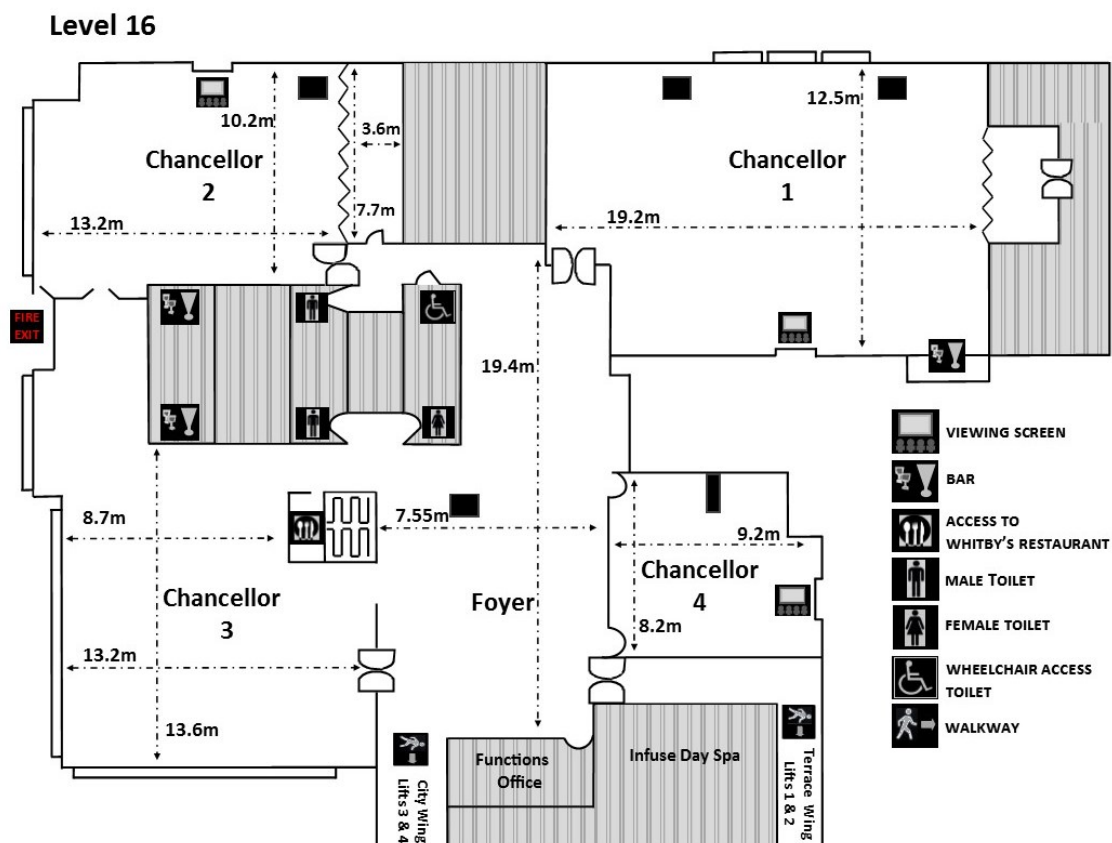 Level 16
Chancellor
2
10.2m
13.2m
3.6m
7.7m
Chancellor
1
12.5m
19.2m
FIRE
EXIT
19.4m
8.7m
7.55m
Chancellor
3
13.2m
13.6m
Foyer
9.2m
Chancellor
4
8.2m
Functions
Office
Infuse Day Spa
City Wing
Lifts 3 & 4
Terrace Wing
Lifts 1 & 2
VIEWING SCREEN
BAR
ACCESS TO
WHITBY'S RESTAURANT
MALE TOILET
FEMALE TOILET
WHEELCHAIR ACCESS
TOILET
WALKWAY